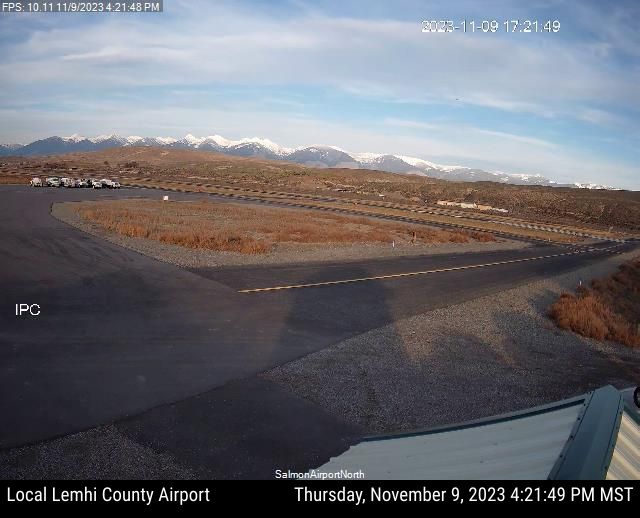 FPS: 10.11 11/9/2023 4:21:48 PM
2023-11-09 17:21:49
IPC
SalmonAirportNorth
Local Lemhi County Airport Thursday, November 9, 2023 4:21:49 PM MST